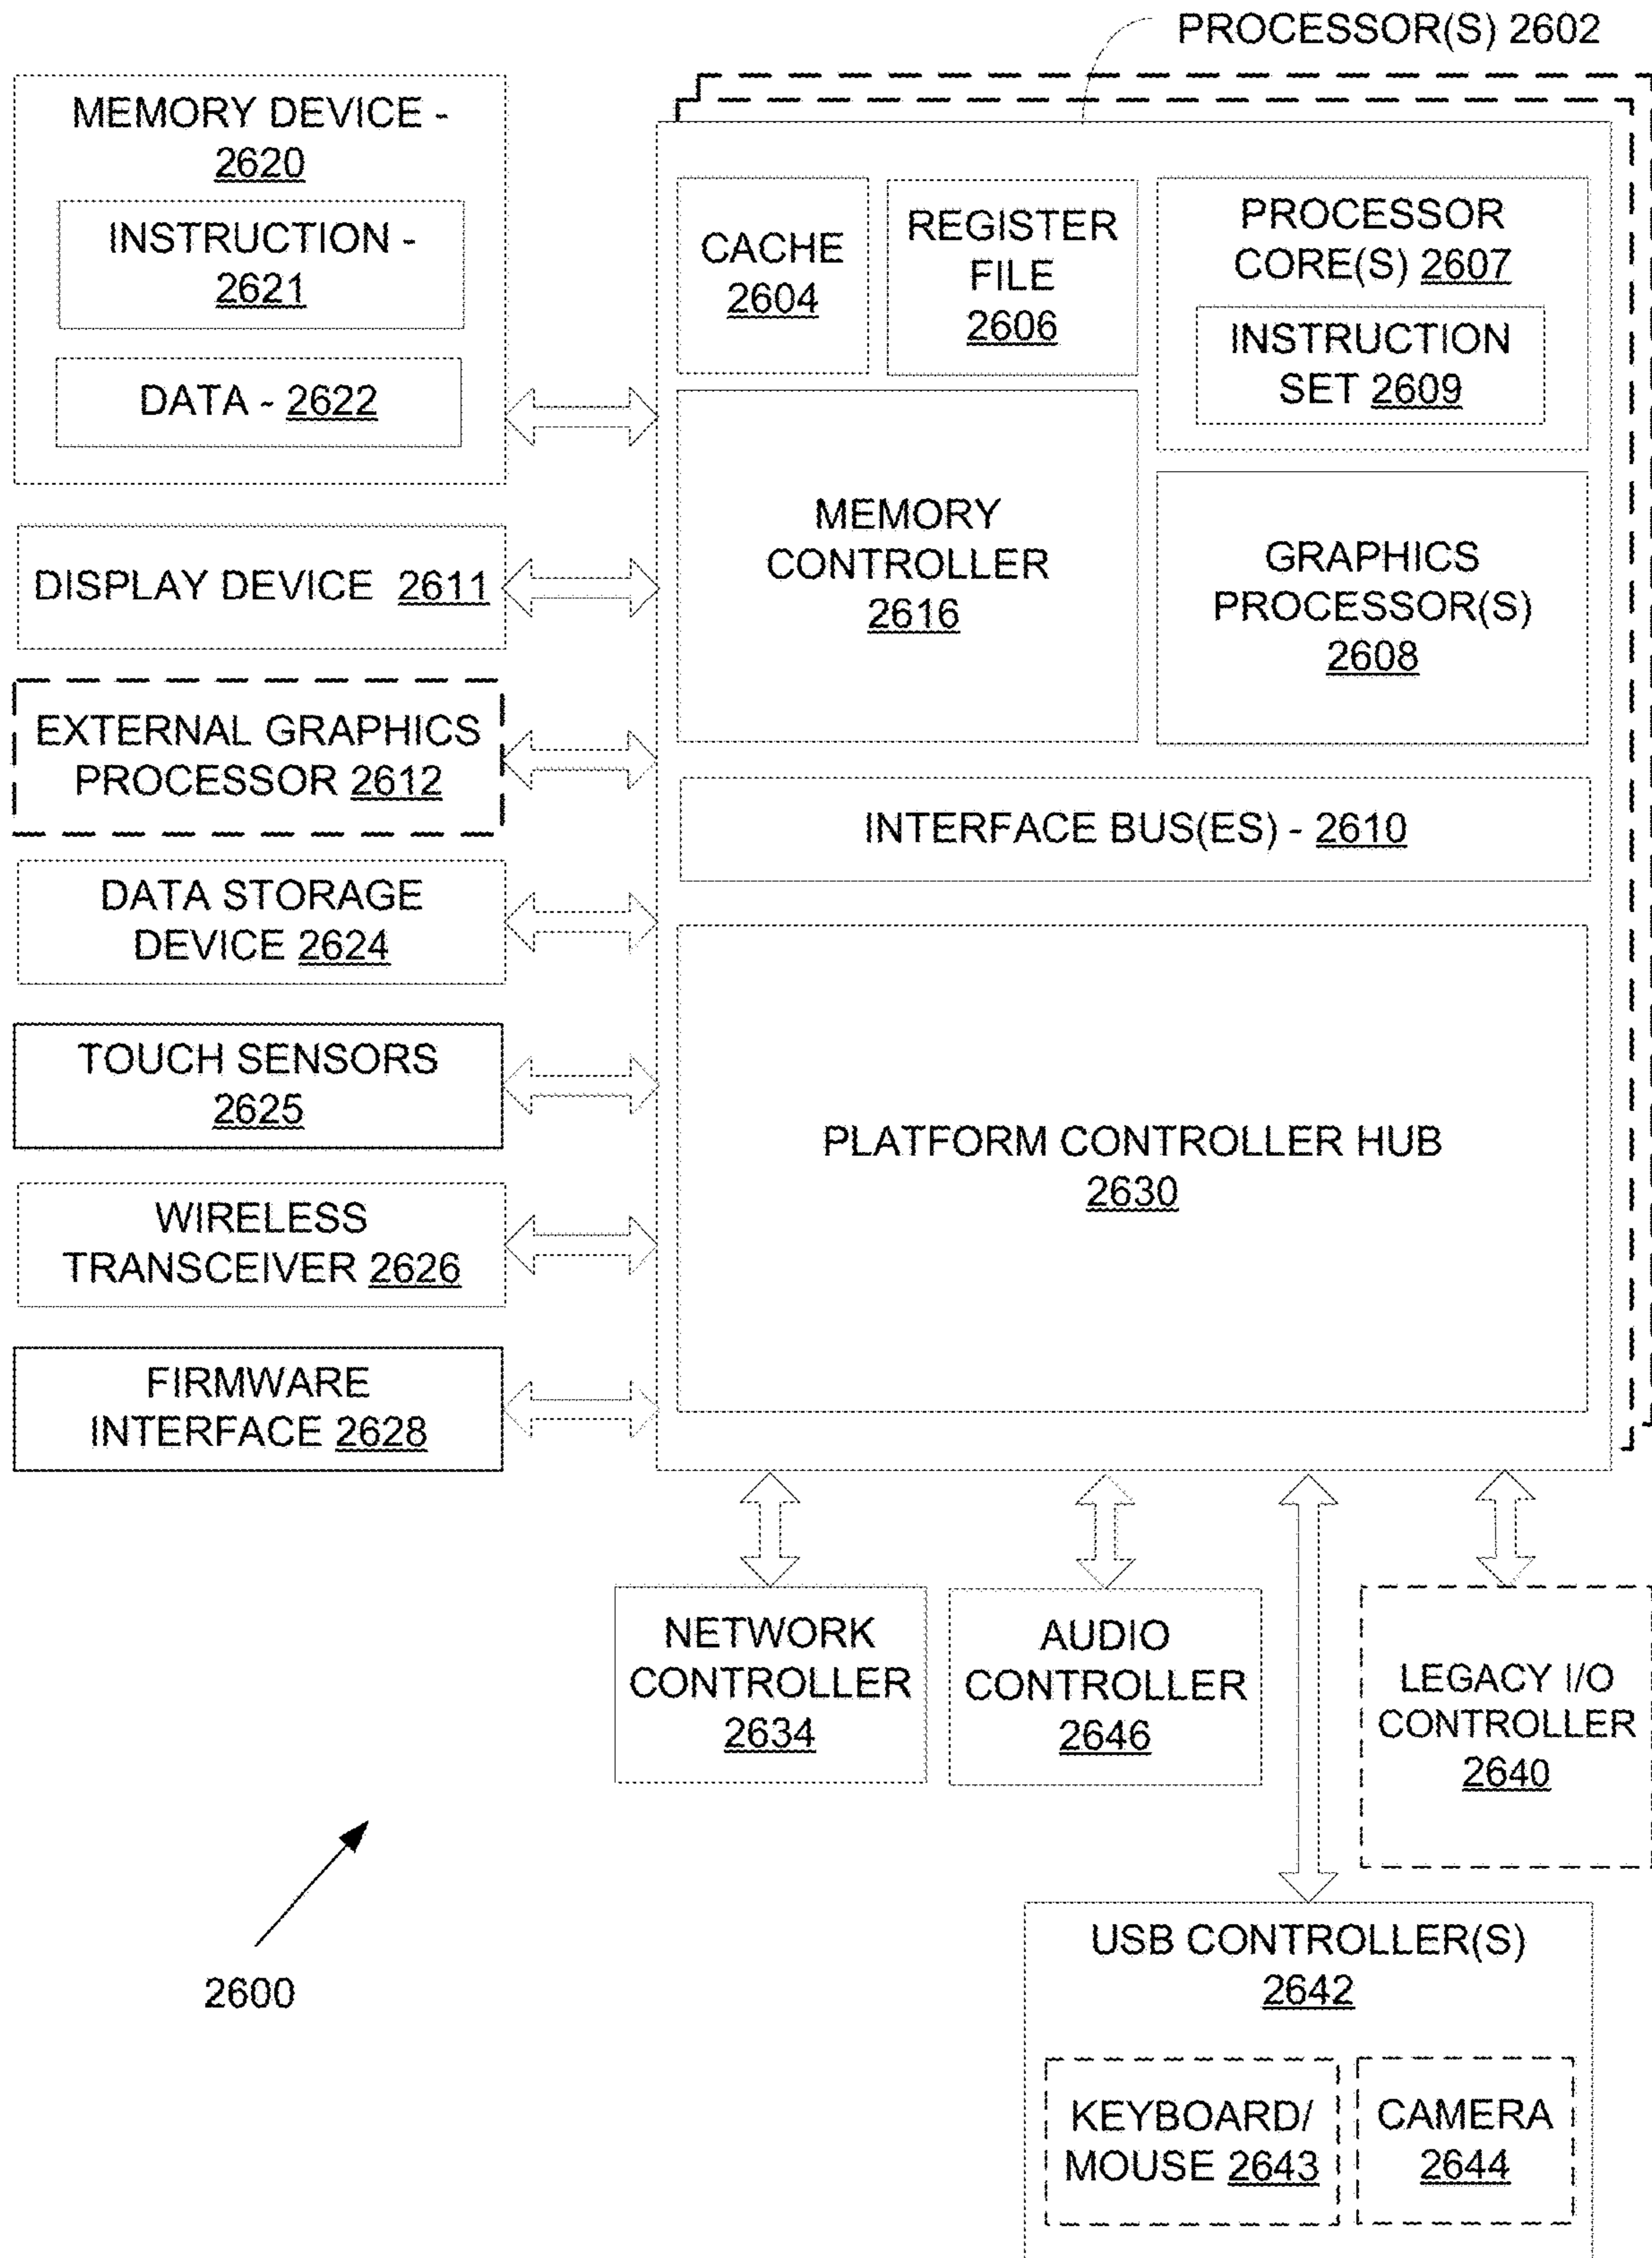 PROCESSOR(S) 2602
MEMORY DEVICE -
2620
INSTRUCTION -
2621
DATA - 2622
DISPLAY DEVICE 2611
EXTERNAL GRAPHICS
PROCESSOR 2612
DATA STORAGE
DEVICE 2624
TOUCH SENSORS
2625
WIRELESS
TRANSCEIVER 2626
FIRMWARE
INTERFACE 2628
CACHE
2604
REGISTER
FILE
2606
PROCESSOR
CORE(S) 2607
INSTRUCTION
SET 2609
MEMORY
CONTROLLER
2616
GRAPHICS
PROCESSOR(S)
2608
INTERFACE BUS(ES) - 2610
PLATFORM CONTROLLER HUB
2630
NETWORK
CONTROLLER
2634
AUDIO
CONTROLLER
2646
LEGACY I/O
CONTROLLER
2640
2600
USB CONTROLLER(S)
2642
KEYBOARD/
MOUSE 2643
CAMERA
2644